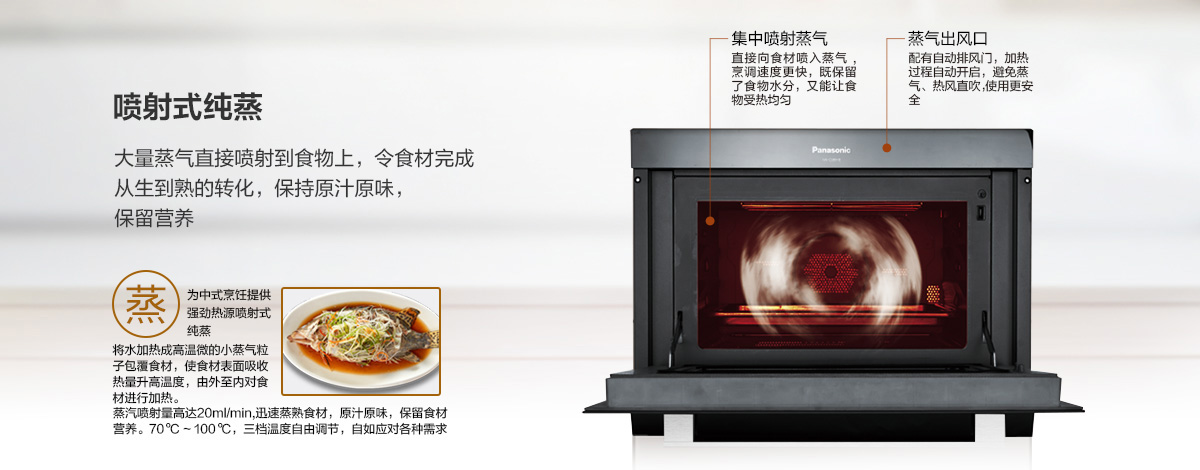 喷射式纯蒸
大量蒸气直接喷射到食物上，令食材完成
从生到熟的转化，保持原汁原味，
保留营养
蒸
为中式烹饪提供
强劲热源喷射式
纯蒸
将水加热成高温微的小蒸气粒
子包覆食材，使食材表面吸收
热量升高温度，由外至内对食
材进行加热。
蒸汽喷射量高达20ml/min,迅速蒸熟食材，原汁原味，保留食材
营养。70℃~100℃，三档温度自由调节，自如应对各种需求
集中喷射蒸气
直接向食材喷入蒸气，
烹调速度更快，既保留
了食物水分，又能让食
物受热均匀
蒸气出风口
配有自动排风门，加热
过程自动开启，避免蒸
气、热风直吹,使用更安
全
Panasonic